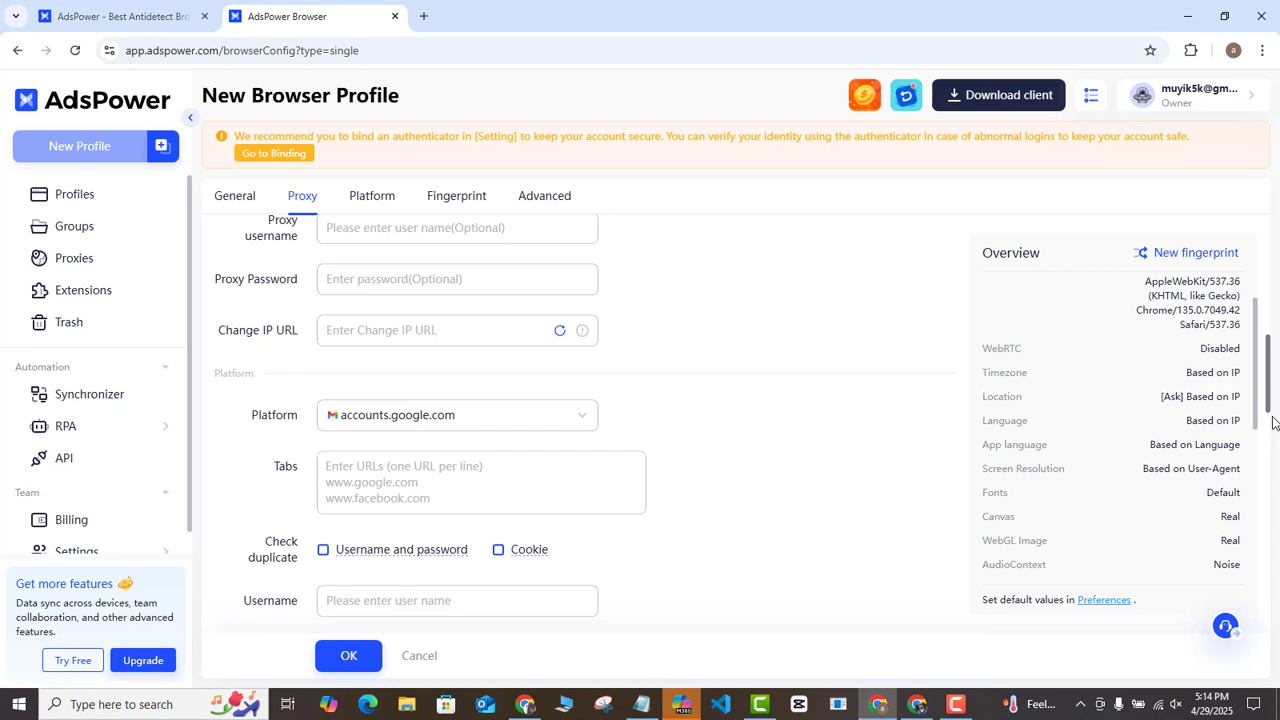 AdsPower - Best Antidetect Bro
AdsPower Browser
app.adspower.com/browserConfig?type=single
a
AdsPower
New Browser Profile
Download client
muyik5k@gm...
Owner
We recommend you to bind an authenticator in [Setting] to keep your account secure. You can verify your identity using the authenticator in case of abnormal logins to keep your account safe.
Go to Binding
New Profile
Profiles
Groups
Proxies
Extensions
Trash
Automation
Synchronizer
RPA
API
Team
Billing
Settings
Get more features
Data sync across devices, team
collaboration, and other advanced
features.
Try Free
Upgrade
General
Proxy
Platform
Fingerprint
Advanced
Proxy
username
Please enter user name(Optional)
Proxy Password
Enter password(Optional)
Change IP URL
Enter Change IP URL
Platform
Platform
accounts.google.com
Tabs
Enter URLs (one URL per line)
www.google.com
www.facebook.com
Check
duplicate
Username and password
Cookie
Username
Please enter user name
OK
Cancel
Overview
New fingerprint
AppleWebKit/537.36
(KHTML, like Gecko)
Chrome/135.0.7049.42
Safari/537.36
WebRTC
Disabled
Timezone
Based on IP
Location
[Ask] Based on IP
Language
Based on IP
App language
Based on Language
Screen Resolution
Based on User-Agent
Fonts
Default
Canvas
Real
WebGL Image
Real
AudioContext
Noise
Set default values in Preferences .
Type here to search
M365
Feel...
5:14 PM
4/29/2025